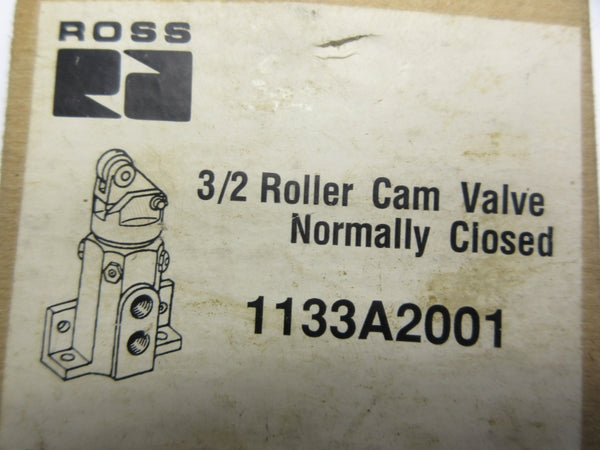 ROSS
3/2 Roller Cam Valve
Normally Closed
1133A2001